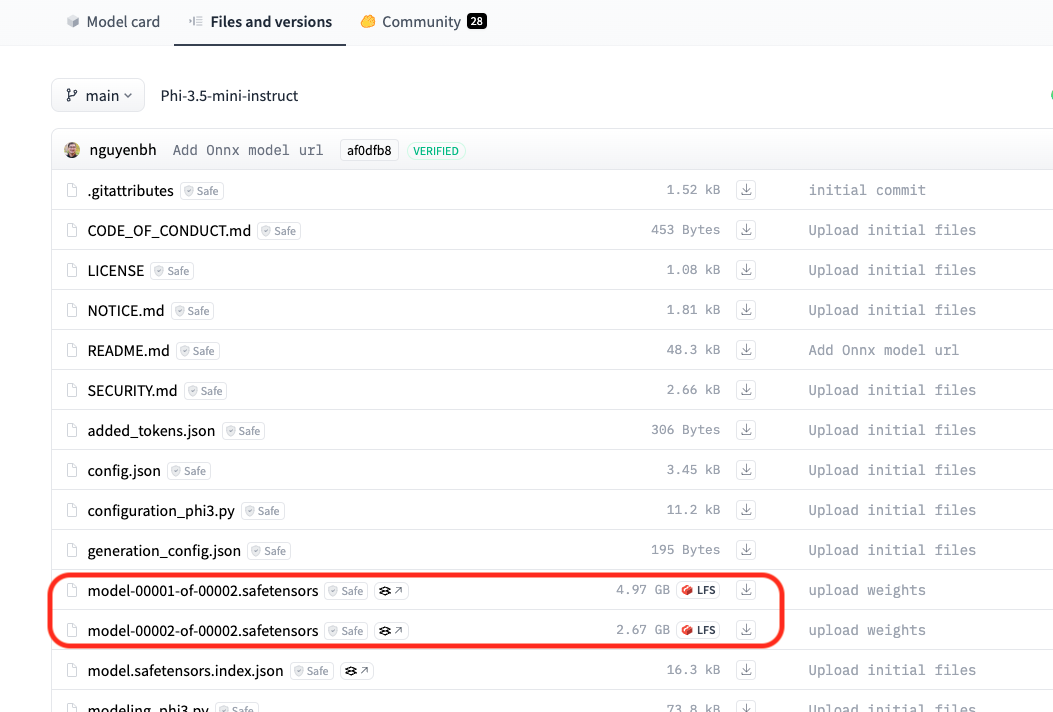 Model card Files and versions Community 28
main Phi-3.5-mini-instruct
nguyenbh Add Onnx model url af0dfb8 VERIFIED
.gitattributes Safe 1.52 kB initial commit
CODE_OF_CONDUCT.md Safe 453 Bytes Upload initial files
LICENSE Safe 1.08 kB Upload initial files
NOTICE.md Safe 1.81 kB Upload initial files
README.md Safe 48.3 kB Add Onnx model url
SECURITY.md Safe 2.66 kB Upload initial files
added_tokens.json Safe 306 Bytes Upload initial files
config.json Safe 3.45 kB Upload initial files
configuration_phi3.py Safe 11.2 kB Upload initial files
generation_config.json Safe 195 Bytes Upload initial files
model-00001-of-00002.safetensors Safe 4.97 GB LFS upload weights
model-00002-of-00002.safetensors Safe 2.67 GB LFS upload weights
model.safetensors.index.json Safe 16.3 kB Upload initial files
modeling_phi3.py Safe 73.8 kB Upload initial files